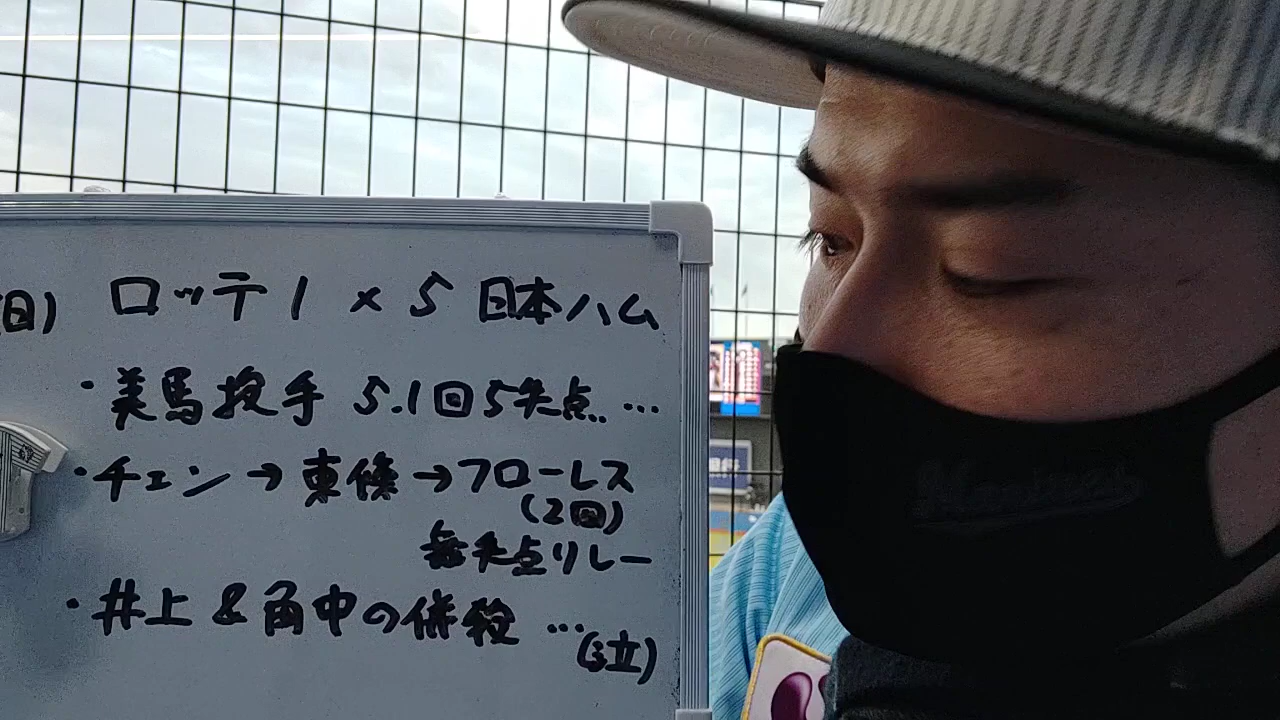 日) ロッテ 1 × 5 日本ハム
・美馬投手 5.1回5失点…
・チェン→東條→フローレス
(2回)
無失点リレー
・井上&角中の併殺…(泣)
Marines